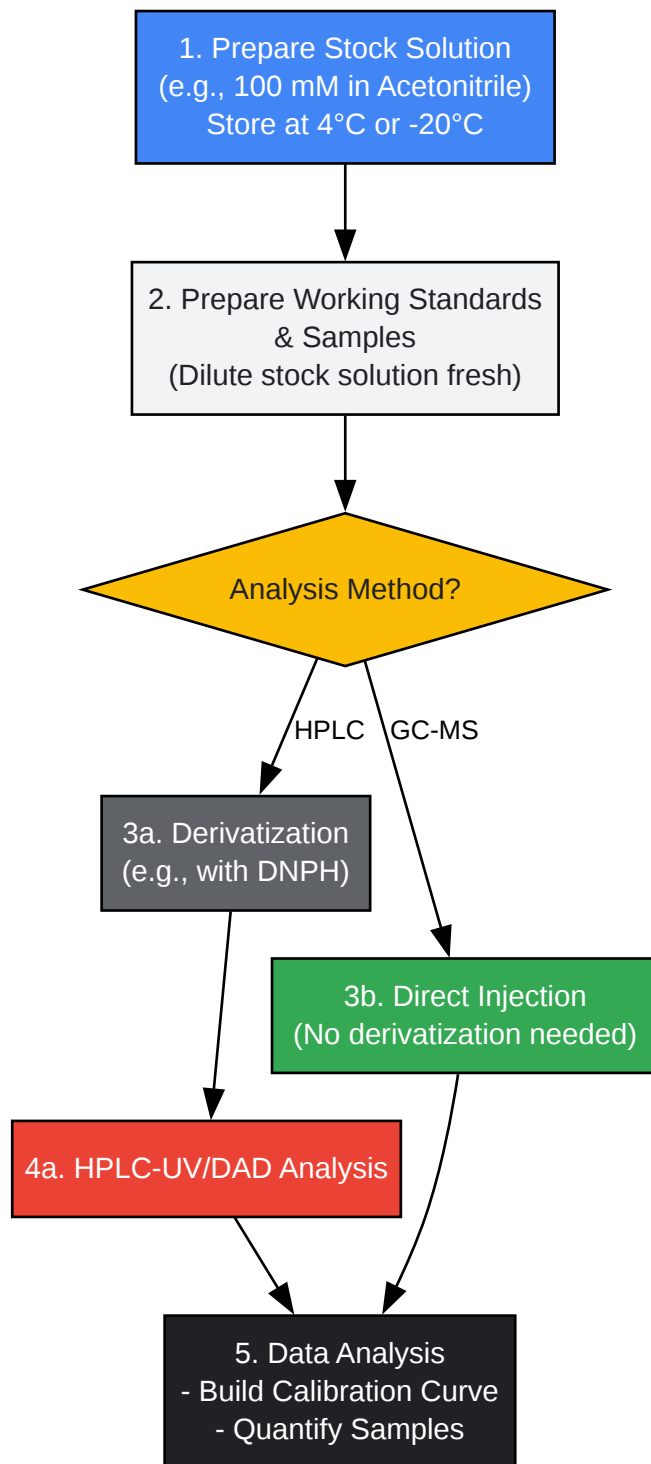 1. Prepare Stock Solution
(e.g., 100 mM in Acetonitrile)
Store at 4°C or -20°C
2. Prepare Working Standards
& Samples
(Dilute stock solution fresh)
Analysis Method?
HPLC
GC-MS
3a. Derivatization
(e.g., with DNPH)
3b. Direct Injection
(No derivatization needed)
4a. HPLC-UV/DAD Analysis
5. Data Analysis
- Build Calibration Curve
- Quantify Samples